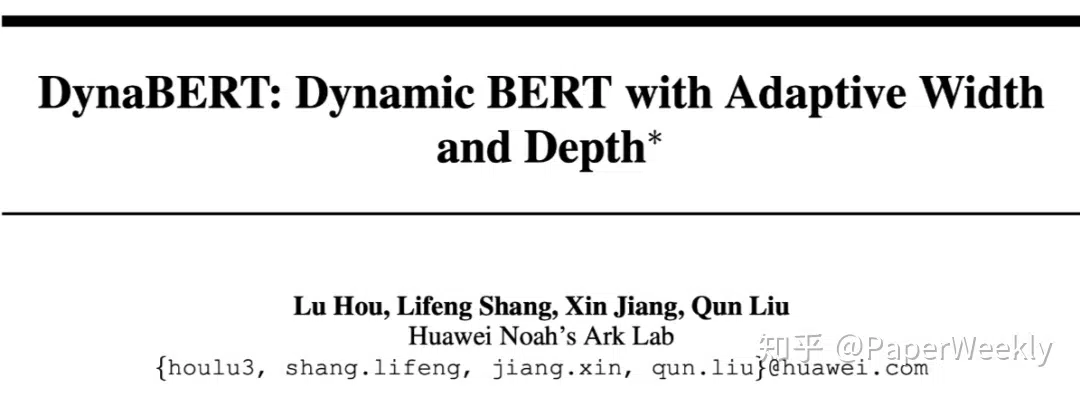 DynaBERT: Dynamic BERT with Adaptive Width
and Depth*
Lu Hou, Lifeng Shang, Xin Jiang, Qun Liu
Huawei Noah's Ark Lab
知乎 @PaperWeekly
{houlu3, shang.lifeng, jiang.xin, qun.liu}@huawei.com